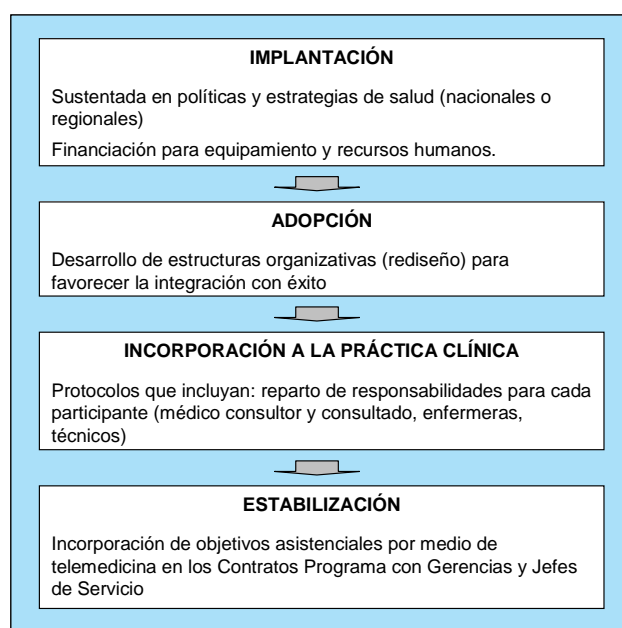 IMPLANTACIÓN
Sustentada en políticas y estrategias de salud (nacionales o
regionales)
Financiación para equipamiento y recursos humanos.
ADOPCIÓN
Desarrollo de estructuras organizativas (rediseño) para
favorecer la integración con éxito
INCORPORACIÓN A LA PRÁCTICA CLÍNICA
Protocolos que incluyan: reparto de responsabilidades para cada
participante (médico consultor y consultado, enfermeras,
técnicos)
ESTABILIZACIÓN
Incorporación de objetivos asistenciales por medio de
telemedicina en los Contratos Programa con Gerencias y Jefes
de Servicio